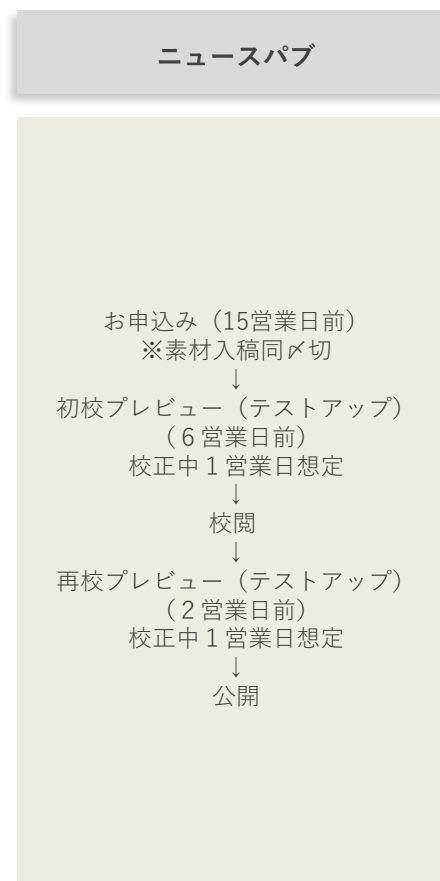 ニュースパブ
お申込み（15営業日前）
※素材入稿同〆切
↓
初校プレビュー（テストアップ）
（６営業日前）
校正中１営業日想定
↓
校閲
↓
再校プレビュー（テストアップ）
（２営業日前）
校正中１営業日想定
↓
公開